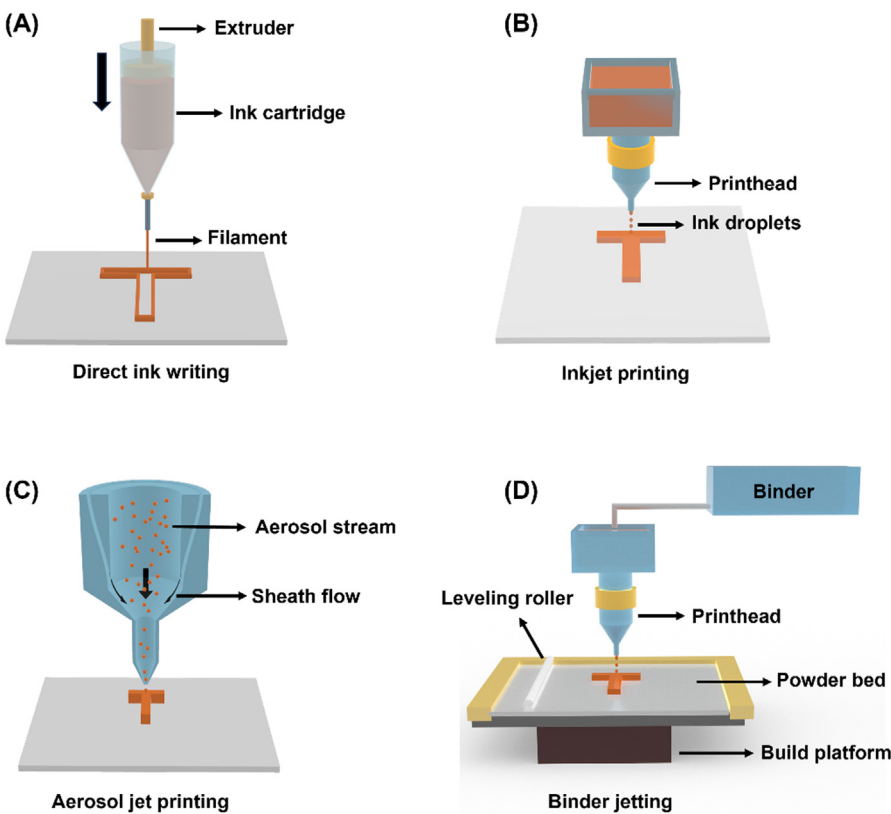 (A)
Extruder
Ink cartridge
Filament
Direct ink writing
(B)
Printhead
Ink droplets
Inkjet printing
(C)
Aerosol stream
Sheath flow
Aerosol jet printing
(D)
Binder
Leveling roller
Printhead
Powder bed
Build platform
Binder jetting